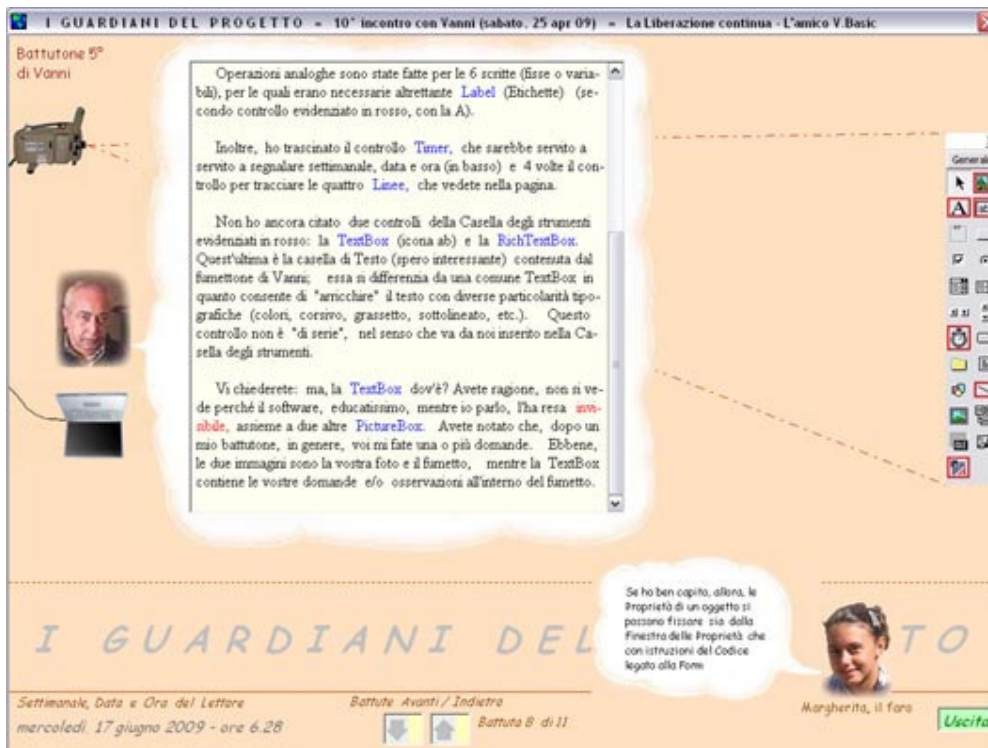 I GUARDIANI DEL PROGETTO - 10° incontro con Vanni (sabato, 25 apr 09) - La Liberazione continua - L'amico V.Basic
Battutone 5°
di Vanni
Operazioni analoghe sono state fatte per le 6 scritte (fisse o varia-
bili), per le quali erano necessarie altrettante Label (Etichette) (se-
condo controllo evidenziato in rosso, con la A).
Inoltre, ho trascinato il controllo Timer, che sarebbe servito a
servito a segnalare settimanale, data e ora (in basso) e 4 volte il con-
trollo per tracciare le quattro Linee, che vedete nella pagina.
Non ho ancora citato due controlli della Casella degli strumenti
evidenziati in rosso: la TextBox (icona ab) e la RichTextBox.
Quest'ultima è la casella di Testo (spero interessante) contenuta dal
fumettone di Vanni; essa si differenzia da una comune TextBox in
quanto consente di "arricchire" il testo con diverse particolarità tipo-
grafiche (colori, corsivo, grassetto, sottolineato, etc.). Questo
controllo non è "di serie", nel senso che va da noi inserito nella Ca-
sella degli strumenti.
Vi chiederete: ma, la TextBox dov'è? Avete ragione, non si ve-
de perché il software, educatissimo, mentre io parlo, l'ha resa invi-
sibile, assieme a due altre PictureBox. Avete notato che, dopo un
mio battutone, in genere, voi mi fate una o più domande. Ebbene,
le due immagini sono la vostra foto e il fumetto, mentre la TextBox
contiene le vostre domande e/o osservazioni all'interno del fumetto.
General
A ab
Se ho ben capito, allora, le
Proprietà di un oggetto si
possono fissare sia dalla
Finestra delle Proprietà che
con istruzioni del Codice
legato alla Form
I GUARDIANI DEL TO
Settimanale, Data e Ora del Lettore
mercoledì, 17 giugno 2009 - ore 6.28
Battute Avanti / Indietro
Battuta 8 di 11
Margherita, il faro
Uscita